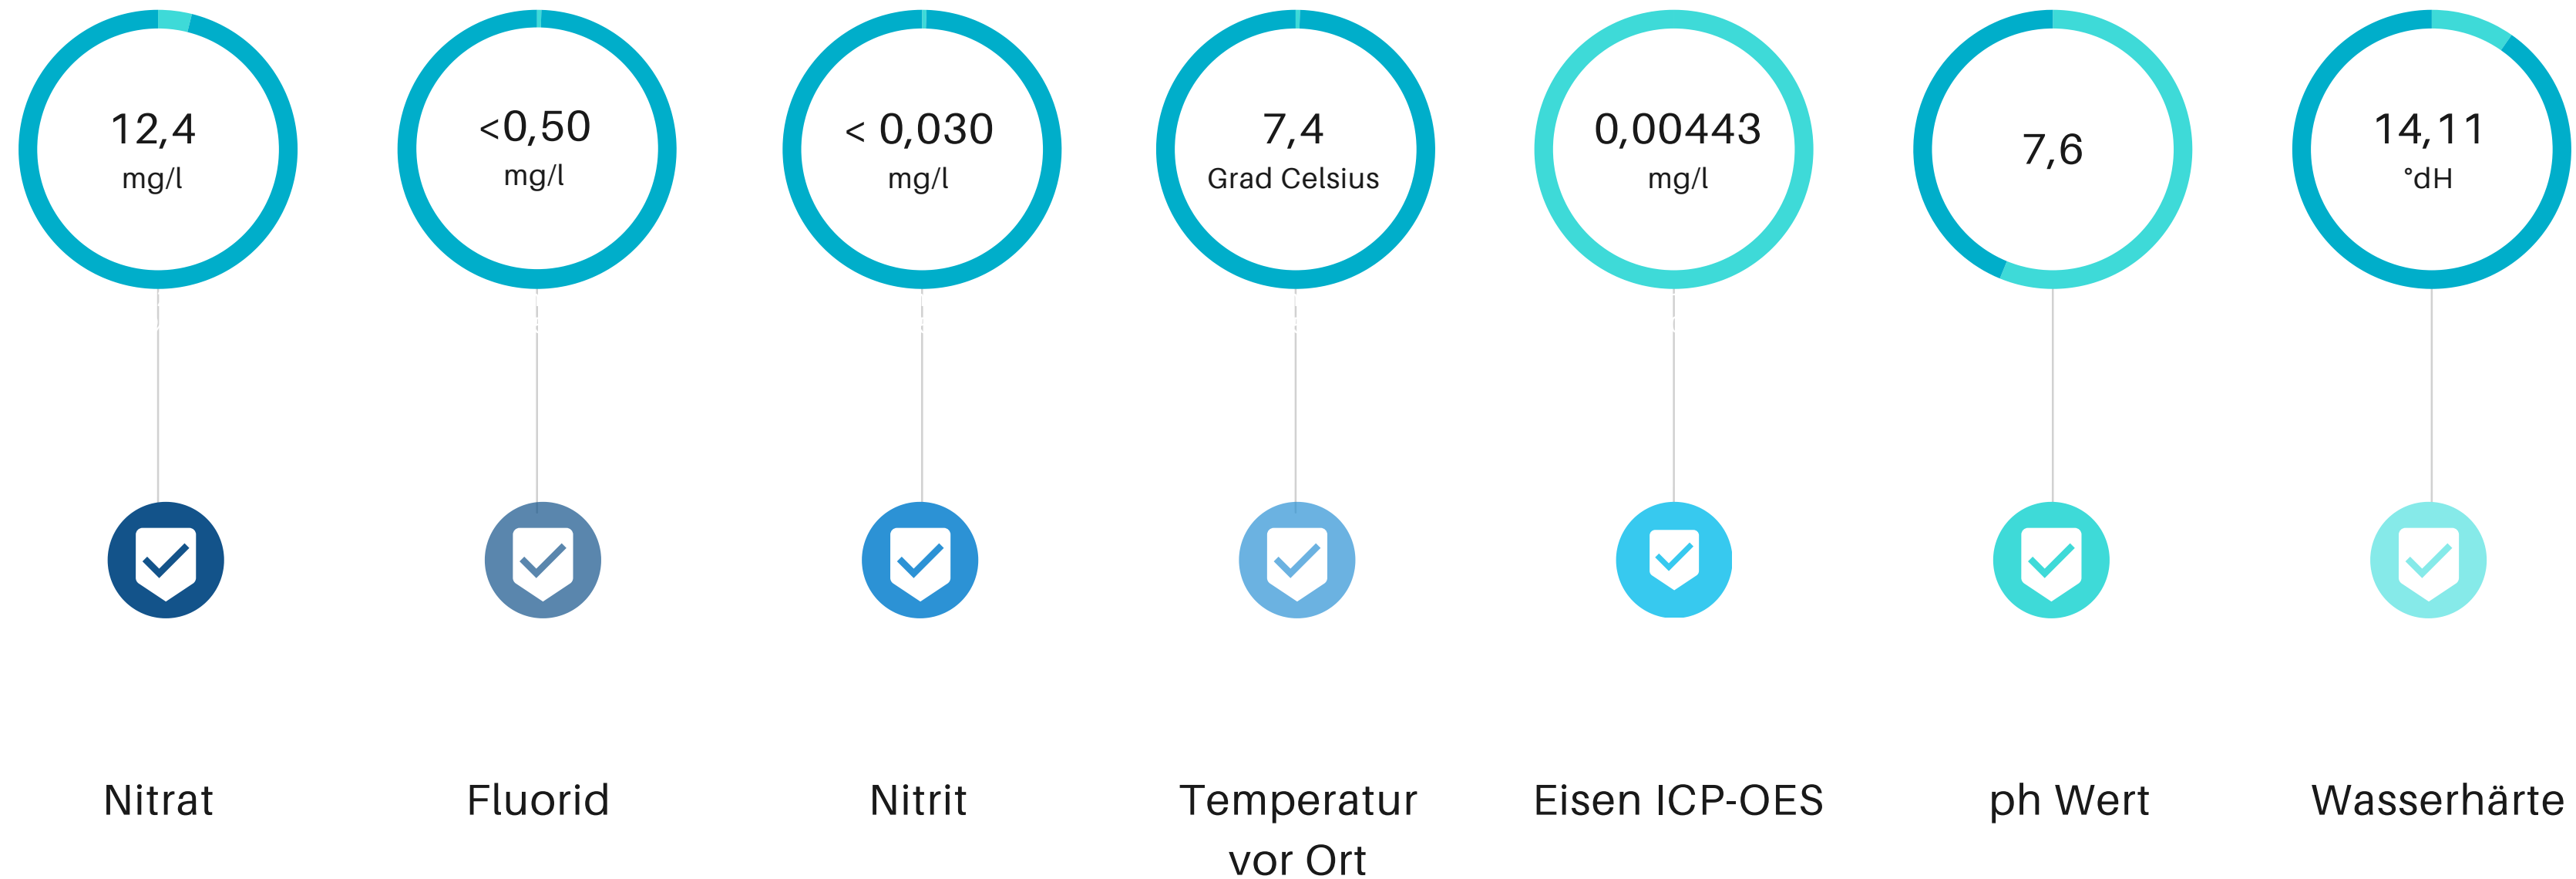 12,4
mg/l
<0,50
mg/l
< 0,030
mg/l
7,4
Grad Celsius
0,00443
mg/l
7,6
14,11
°dH
Nitrat
Fluorid
Nitrit
Temperatur
vor Ort
Eisen ICP-OES
ph Wert
Wasserhärte